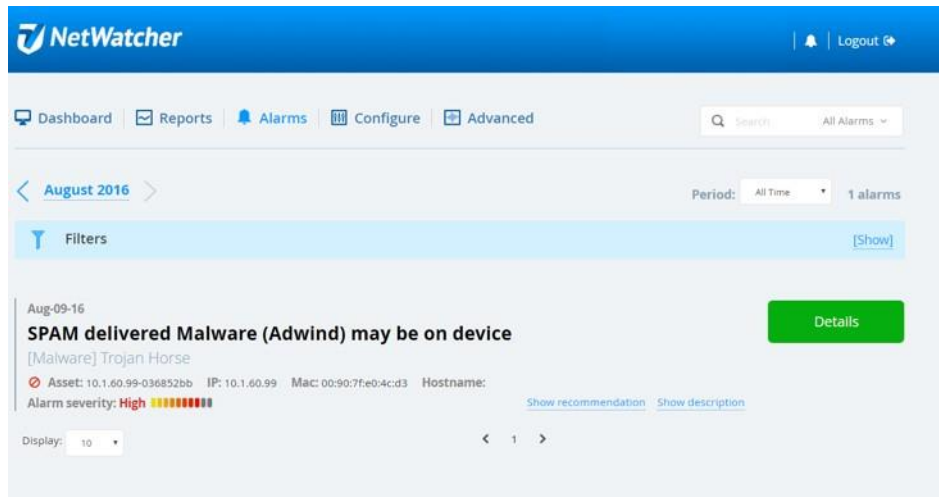 NetWatcher
Logout
Dashboard Reports Alarms Configure Advanced
Search All Alarms
August 2016
Period: All Time 1 alarms
Filters [Show]
Aug-09-16
SPAM delivered Malware (Adwind) may be on device
Details
[Malware] Trojan Horse
Asset: 10.1.60.99-036852bb IP: 10.1.60.99 Mac: 00:90:7f:e0:4c:d3 Hostname:
Alarm severity: High
Show recommendation Show description
Display: 10
1